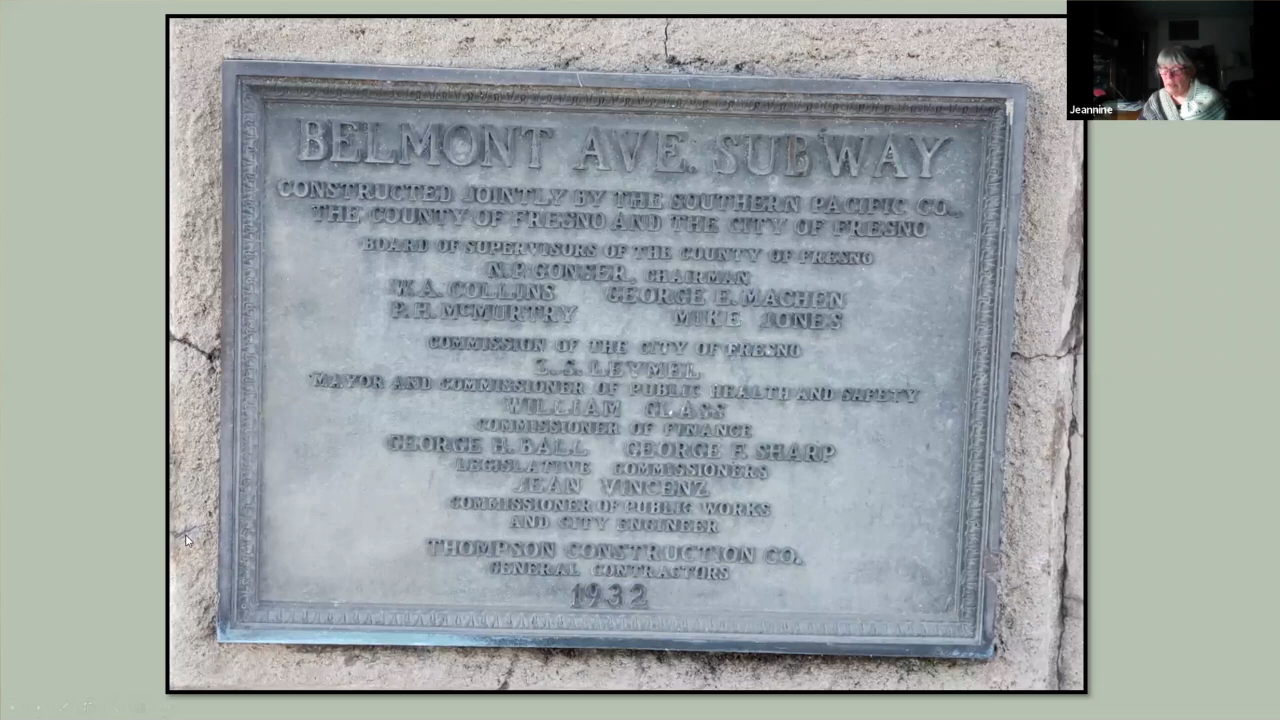 BELMONT AVE. SUBWAY
CONSTRUCTED JOINTLY BY THE SOUTHERN PACIFIC CO.,
THE COUNTY OF FRESNO AND THE CITY OF FRESNO
BOARD OF SUPERVISORS OF THE COUNTY OF FRESNO
N.P. GONSER, CHAIRMAN
W.A. COLLINS GEORGE E. MACHEN
P.H. McMURTRY MIKE JONES
COMMISSION OF THE CITY OF FRESNO
Z.S. LEYMEL
MAYOR AND COMMISSIONER OF PUBLIC HEALTH AND SAFETY
WILLIAM GLASS
COMMISSIONER OF FINANCE
GEORGE H. BALL GEORGE F. SHARP
LEGISLATIVE COMMISSIONERS
JEAN VINCENZ
COMMISSIONER OF PUBLIC WORKS
AND CITY ENGINEER
THOMPSON CONSTRUCTION CO.
GENERAL CONTRACTORS
1932
Jeannine